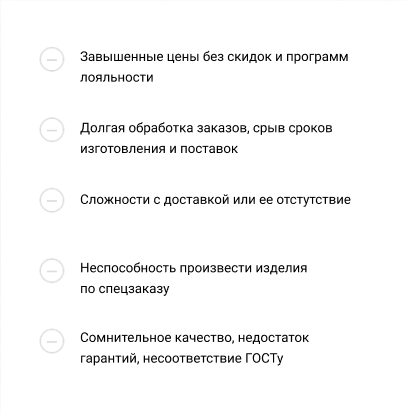 Завышенные цены без скидок и программ
лояльности
Долгая обработка заказов, срыв сроков
изготовления и поставок
Сложности с доставкой или ее отстутствие
Неспособность произвести изделия
по спецзаказу
Сомнительное качество, недостаток
гарантий, несоответствие ГОСТу